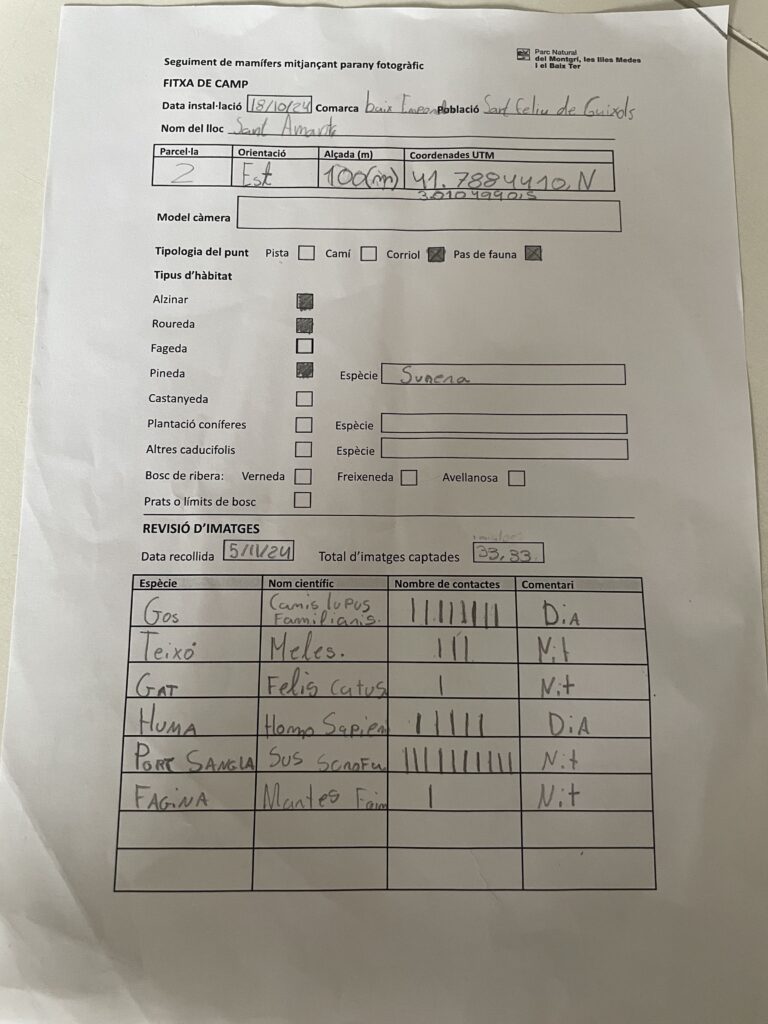 Parc Natural
del Montgrí, les Illes Medes
i el Baix Ter
Seguiment de mamífers mitjançant parany fotogràfic
FITXA DE CAMP
Data instal·lació 18/10/24 Comarca baix Població Sant Feliu de Guixols
Nom del lloc Sant Amant
Parcel·la Orientació Alçada (m) Coordenades UTM
2 Est 100(m) 41.7884410, N
3.0104990,S
Model càmera
Tipologia del punt Pista Camí Corriol Pas de fauna
Tipus d'hàbitat
Alzinar
Roureda
Fageda
Pineda Espècie Surera
Castanyeda
Plantació coníferes Espècie
Altres caducifolis Espècie
Bosc de ribera: Verneda Freixeneda Avellanosa
Prats o límits de bosc
REVISIÓ D'IMATGES
Data recollida 5/11/24 Total d'imatges captades 33,33
Espècie Nom científic Nombre de contactes Comentari
Gos Canis lupus Familiaris. ||||||||| DiA
Teixó Meles. ||| Nit
GAT Felis Catus | Nit
HUMA Homo Sapien ||||| DiA
PORC SANGLA Sus Scrofa ||||||||||| Nit
FAGINA Martes Foin | Nit